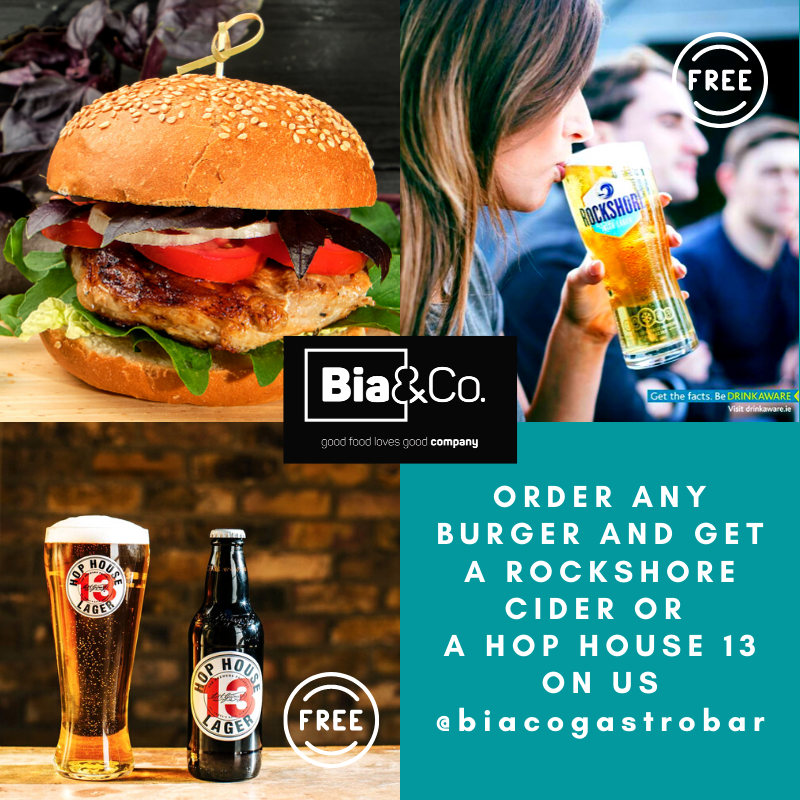 FREE
ROCKSHORE
Get the facts. Be DRINKAWARE
Visit drinkaware.ie
Bia&Co.
good food loves good company
HOP HOUSE
13
LAGER
HOP HOUSE
13
LAGER
FREE
ORDER ANY
BURGER AND GET
A ROCKSHORE
CIDER OR
A HOP HOUSE 13
ON US
@biacogastrobar